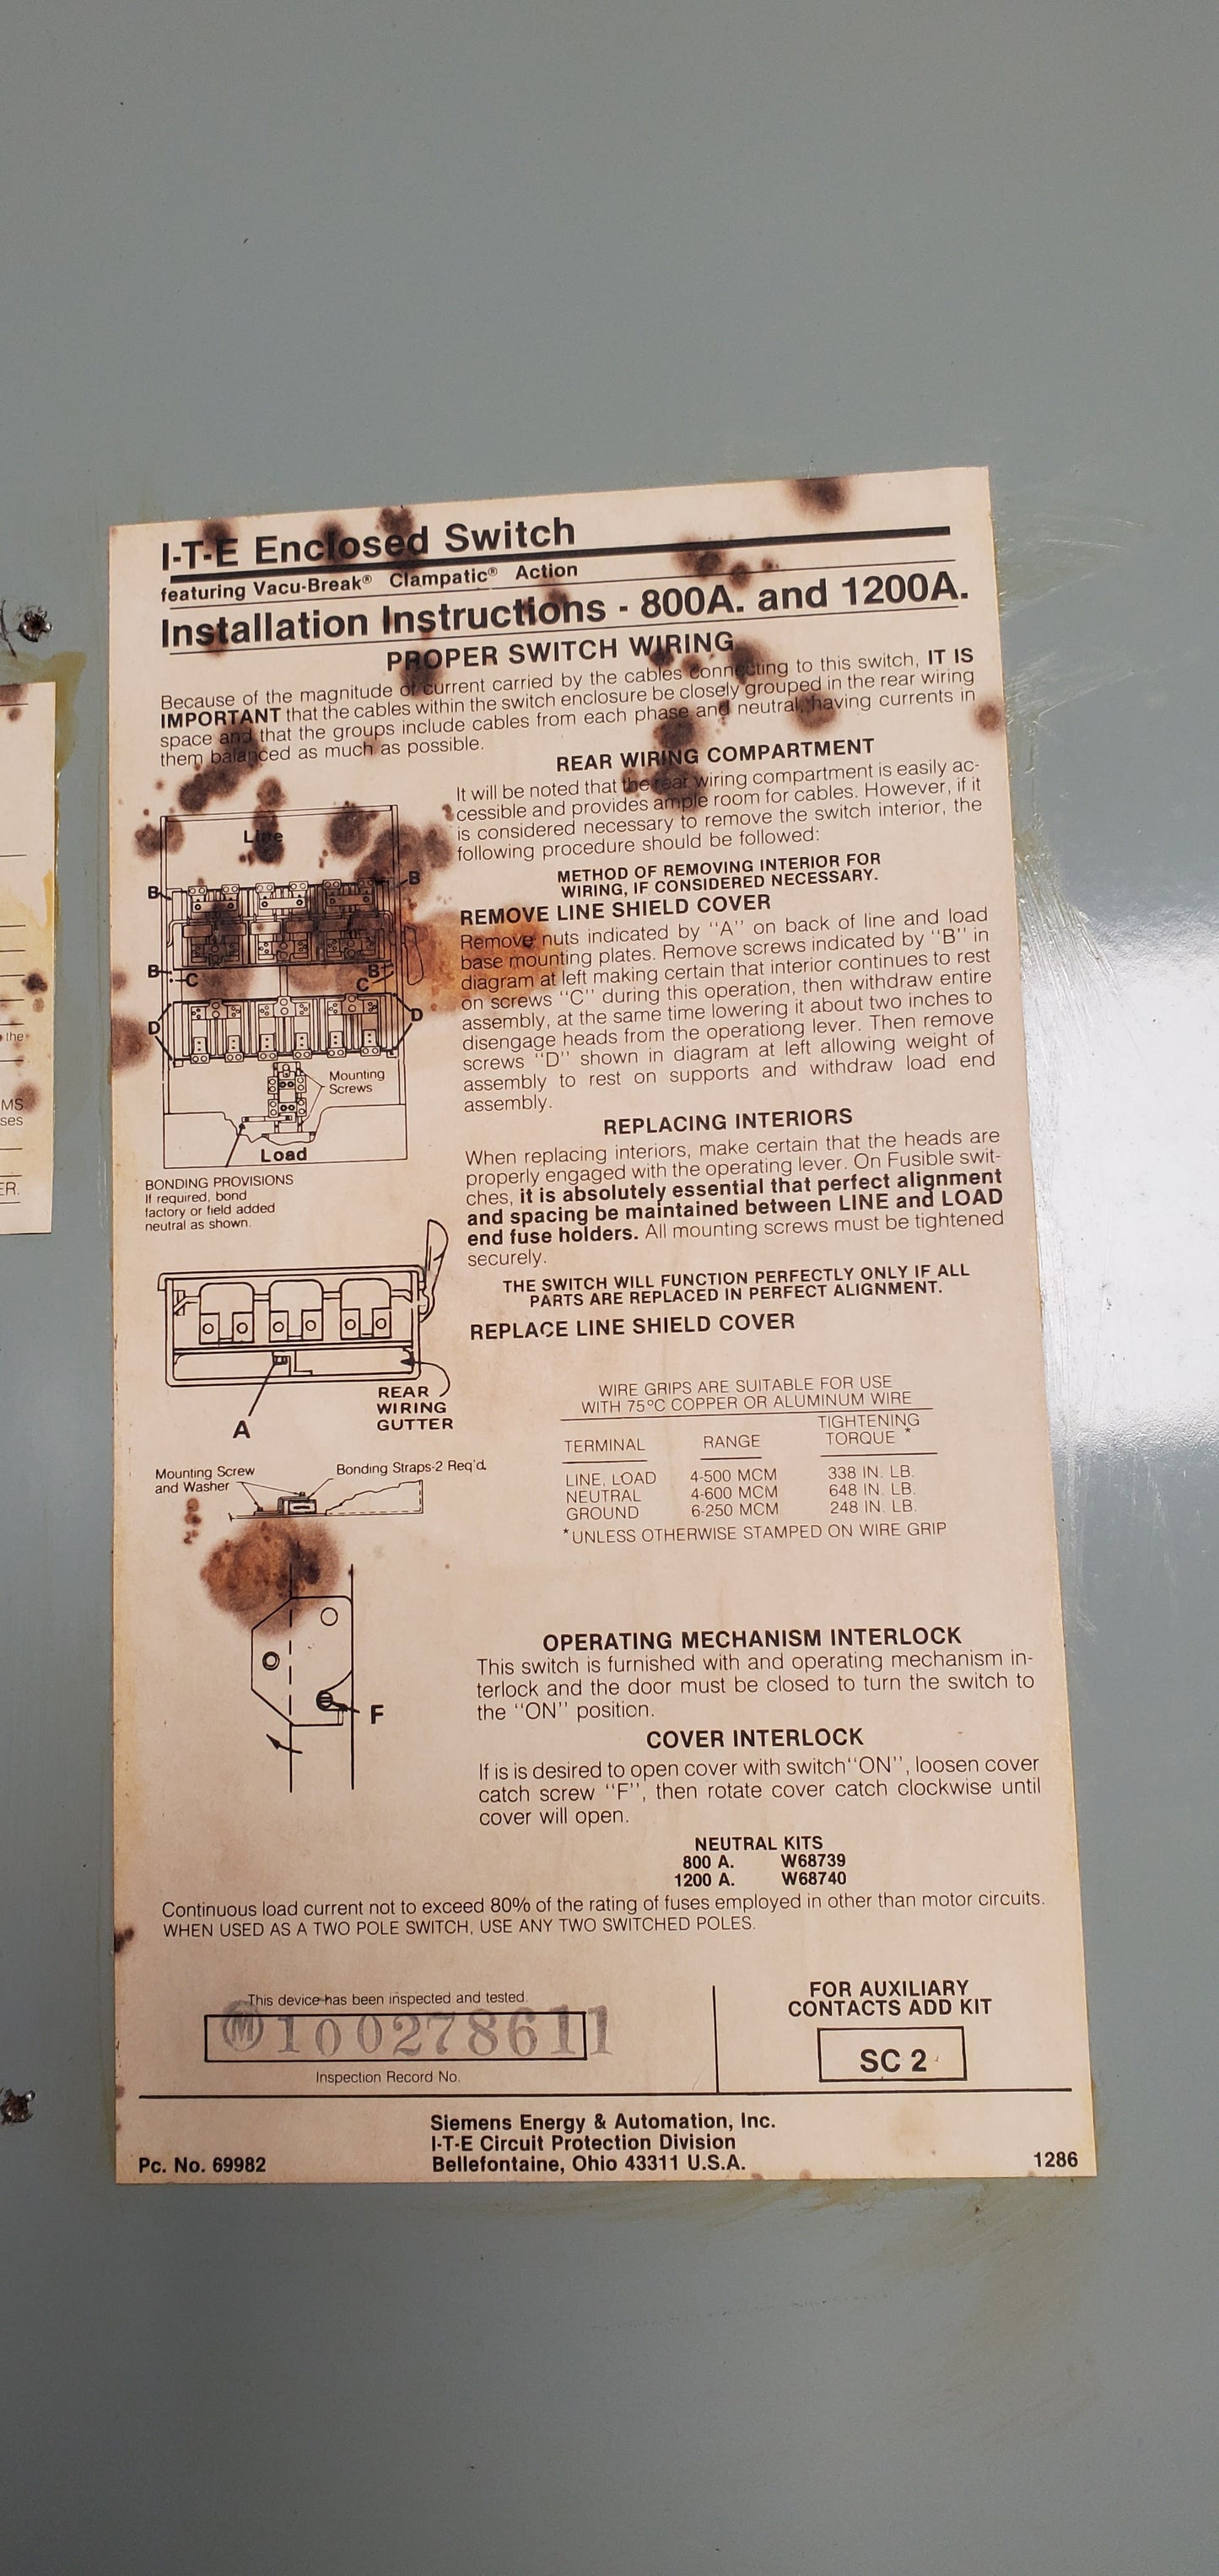 I-T-E Enclosed Switch
featuring Vacu-Break® Clampatic® Action
Installation Instructions - 800A. and 1200A.
PROPER SWITCH WIRING
Because of the magnitude of current carried by the cables connecting to this switch, IT IS
IMPORTANT that the cables within the switch enclosure be closely grouped in the rear wiring
space and that the groups include cables from each phase and neutral, having currents in
them balanced as much as possible.
REAR WIRING COMPARTMENT
It will be noted that the rear wiring compartment is easily ac-
cessible and provides ample room for cables. However, if it
is considered necessary to remove the switch interior, the
following procedure should be followed:
METHOD OF REMOVING INTERIOR FOR
WIRING, IF CONSIDERED NECESSARY.
REMOVE LINE SHIELD COVER
Remove nuts indicated by "A" on back of line and load
base mounting plates. Remove screws indicated by "B" in
diagram at left making certain that interior continues to rest
on screws "C" during this operation, then withdraw entire
assembly, at the same time lowering it about two inches to
disengage heads from the operationg lever. Then remove
screws "D" shown in diagram at left allowing weight of
assembly to rest on supports and withdraw load end
assembly.
REPLACING INTERIORS
When replacing interiors, make certain that the heads are
properly engaged with the operating lever. On Fusible swit-
ches, it is absolutely essential that perfect alignment
and spacing be maintained between LINE and LOAD
end fuse holders. All mounting screws must be tightened
securely.
THE SWITCH WILL FUNCTION PERFECTLY ONLY IF ALL
PARTS ARE REPLACED IN PERFECT ALIGNMENT.
REPLACE LINE SHIELD COVER
Line
B
B
B
C
B
C
D
D
Mounting
Screws
Load
BONDING PROVISIONS
If required, bond
factory or field added
neutral as shown.
A
REAR
WIRING
GUTTER
Mounting Screw
and Washer
Bonding Straps-2 Req'd.
F
WIRE GRIPS ARE SUITABLE FOR USE
WITH 75°C COPPER OR ALUMINUM WIRE
TERMINAL RANGE TIGHTENING TORQUE *
LINE, LOAD 4-500 MCM 338 IN. LB.
NEUTRAL 4-600 MCM 648 IN. LB.
GROUND 6-250 MCM 248 IN. LB.
*UNLESS OTHERWISE STAMPED ON WIRE GRIP
OPERATING MECHANISM INTERLOCK
This switch is furnished with and operating mechanism in-
terlock and the door must be closed to turn the switch to
the "ON" position.
COVER INTERLOCK
If is is desired to open cover with switch "ON", loosen cover
catch screw "F", then rotate cover catch clockwise until
cover will open.
NEUTRAL KITS
800 A. W68739
1200 A. W68740
Continuous load current not to exceed 80% of the rating of fuses employed in other than motor circuits.
WHEN USED AS A TWO POLE SWITCH, USE ANY TWO SWITCHED POLES.
This device has been inspected and tested.
M 100278611
Inspection Record No.
FOR AUXILIARY
CONTACTS ADD KIT
SC 2
Siemens Energy & Automation, Inc.
I-T-E Circuit Protection Division
Bellefontaine, Ohio 43311 U.S.A.
Pc. No. 69982
1286
the
MS
ses
ER.